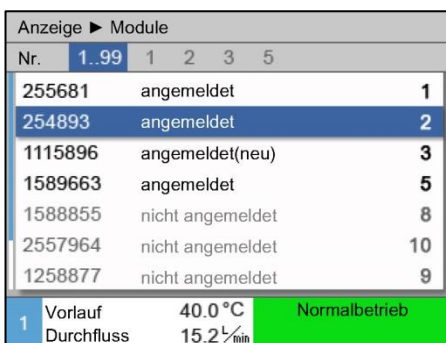 Anzeige ► Module
Nr. 1..99 1 2 3 5
255681 angemeldet 1
254893 angemeldet 2
1115896 angemeldet(neu) 3
1589663 angemeldet 5
1588855 nicht angemeldet 8
2557964 nicht angemeldet 10
1258877 nicht angemeldet 9
1 Vorlauf 40.0 °C Normalbetrieb
Durchfluss 15.2 L/min